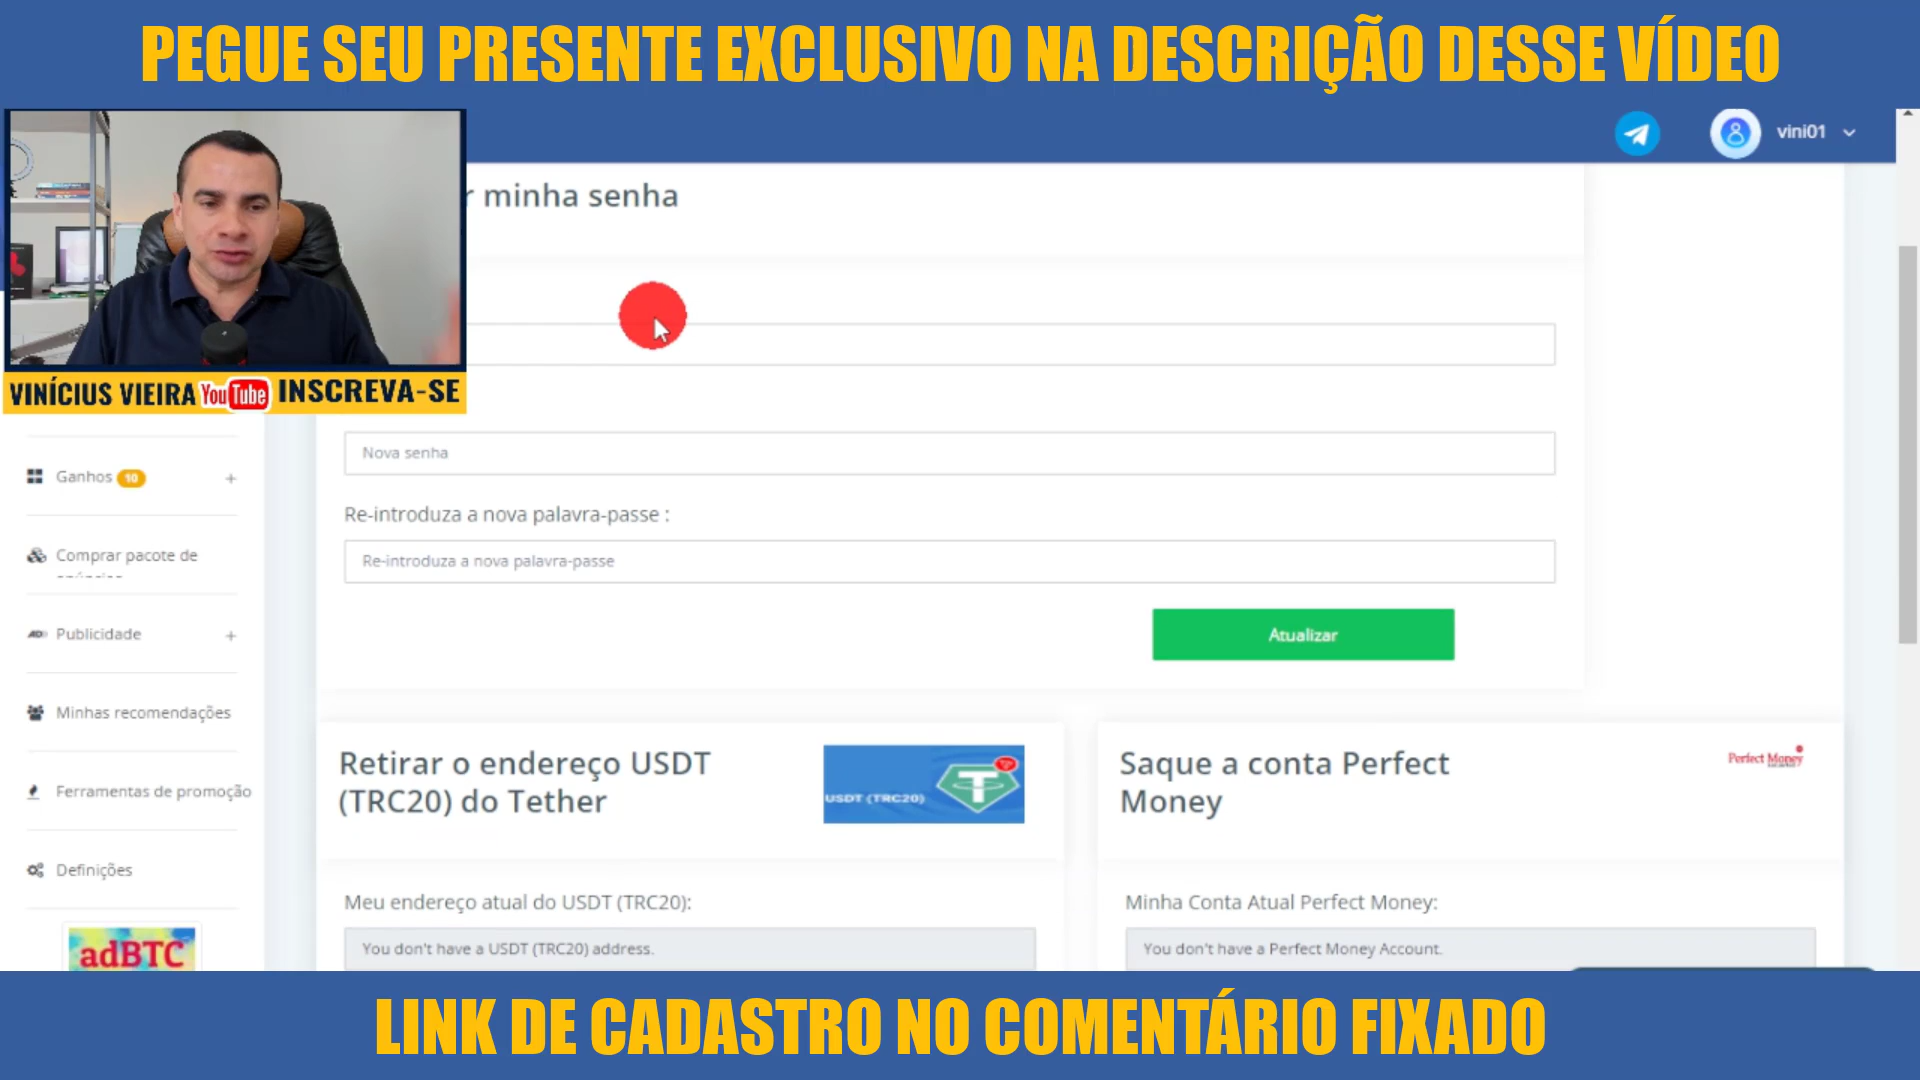 PEGUE SEU PRESENTE EXCLUSIVO NA DESCRIÇÃO DESSE VÍDEO
vini01
r minha senha
VINÍCIUS VIEIRA YouTube INSCREVA-SE
Nova senha
Ganhos 10 +
Re-introduza a nova palavra-passe :
Comprar pacote de
Re-introduza a nova palavra-passe
Publicidade +
Atualizar
Minhas recomendações
Retirar o endereço USDT
(TRC20) do Tether
USDT (TRC20)
Saque a conta Perfect
Money
Perfect Money
Ferramentas de promoção
Definições
Meu endereço atual do USDT (TRC20):
Minha Conta Atual Perfect Money:
You don't have a USDT (TRC20) address.
You don't have a Perfect Money Account.
adBTC
LINK DE CADASTRO NO COMENTÁRIO FIXADO